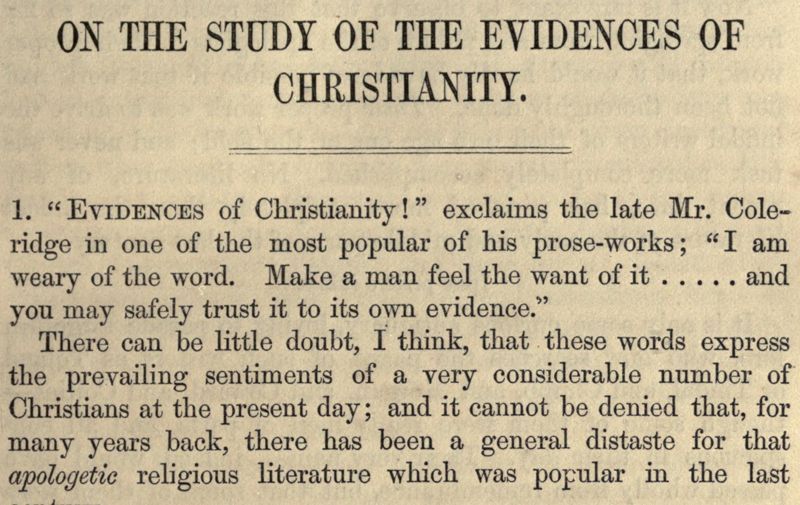 ON THE STUDY OF THE EVIDENCES OF
CHRISTIANITY.
1. “EVIDENCES of Christianity!” exclaims the late Mr. Cole-
ridge in one of the most popular of his prose-works; “I am
weary of the word. Make a man feel the want of it ..... and
you may safely trust it to its own evidence.”
There can be little doubt, I think, that these words express
the prevailing sentiments of a very considerable number of
Christians at the present day; and it cannot be denied that, for
many years back, there has been a general distaste for that
apologetic religious literature which was popular in the last